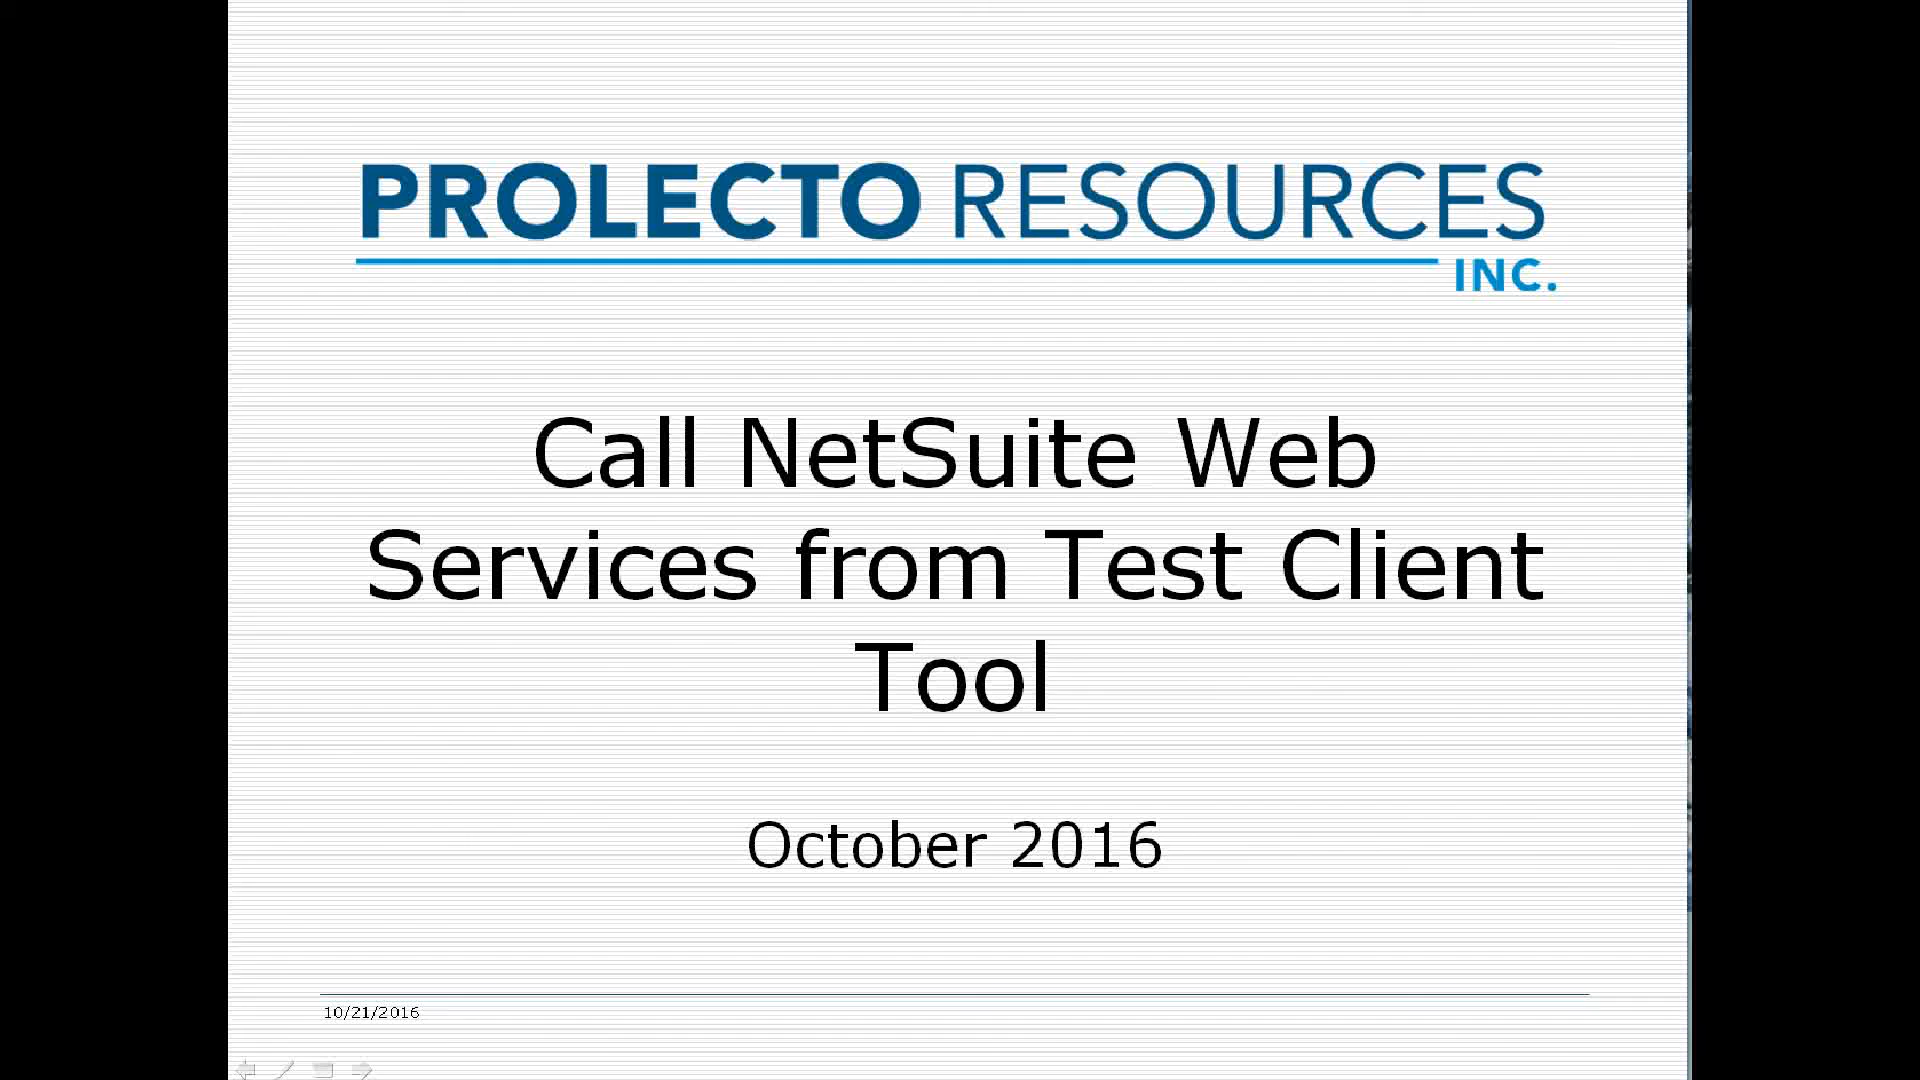 PROLECTO RESOURCES
INC.
Call NetSuite Web
Services from Test Client
Tool
October 2016
10/21/2016